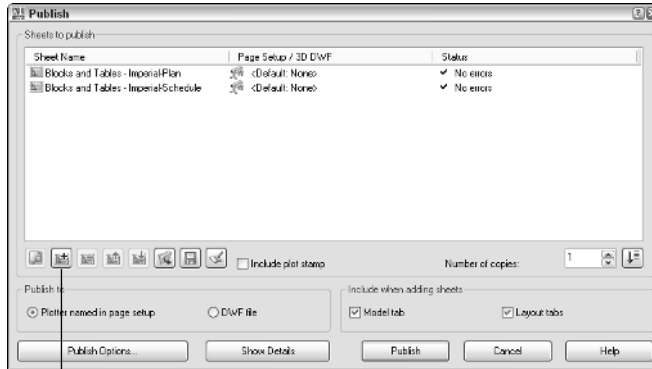 Publish
Sheets to publish
Sheet Name Page Setup / 3D DWF Status
Blocks and Tables - Imperial-Plan <Default: None> No errors
Blocks and Tables - Imperial-Schedule <Default: None> No errors
Include plot stamp
Number of copies: 1
Publish to
Plotter named in page setup
DWF file
Include when adding sheets
Model tab
Layout tabs
Publish Options...
Show Details
Publish
Cancel
Help